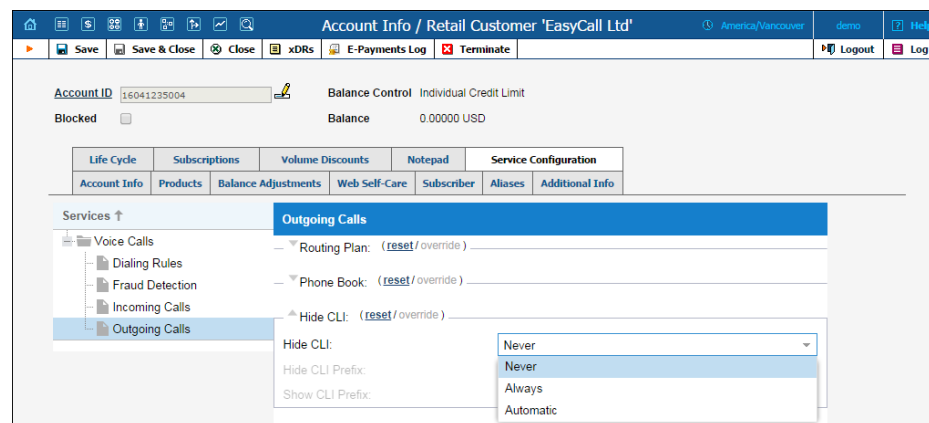 Account Info / Retail Customer 'EasyCall Ltd' America/Vancouver demo ? Help
Save Save & Close Close xDRs E-Payments Log Terminate Logout Log
Account ID 16041235004 Balance Control Individual Credit Limit
Blocked Balance 0.00000 USD
Life Cycle Subscriptions Volume Discounts Notepad Service Configuration
Account Info Products Balance Adjustments Web Self-Care Subscriber Aliases Additional Info
Services ↑ Outgoing Calls
Voice Calls Routing Plan: (reset/override)
Dialing Rules
Fraud Detection Phone Book: (reset/override)
Incoming Calls Hide CLI: (reset/override)
Outgoing Calls
Hide CLI: Never
Hide CLI Prefix: Never
Show CLI Prefix: Always
Automatic